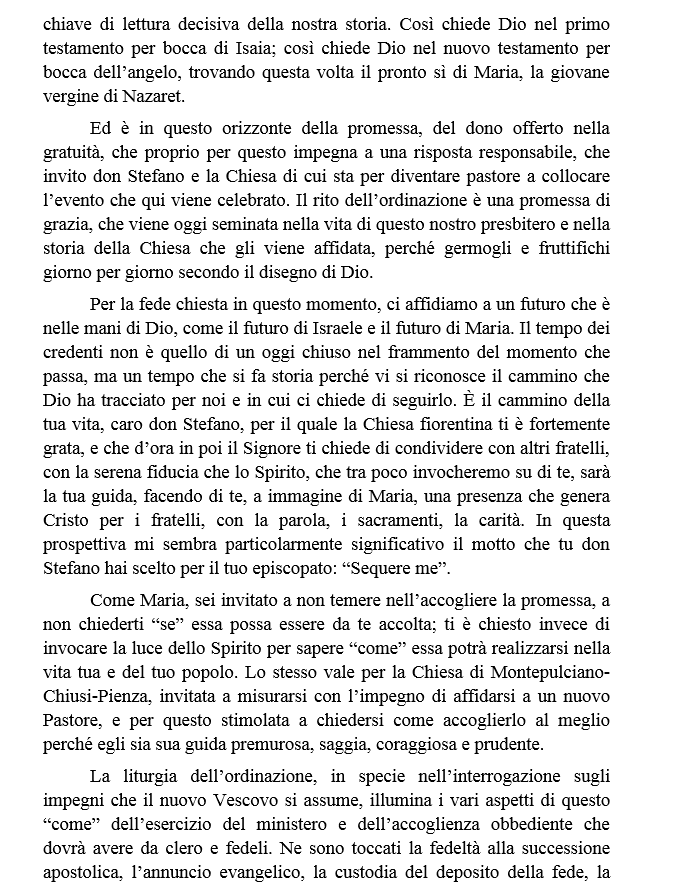 chiave di lettura decisiva della nostra storia. Così chiede Dio nel primo
testamento per bocca di Isaia; così chiede Dio nel nuovo testamento per
bocca dell’angelo, trovando questa volta il pronto sì di Maria, la giovane
vergine di Nazaret.
Ed è in questo orizzonte della promessa, del dono offerto nella
gratuità, che proprio per questo impegna a una risposta responsabile, che
invito don Stefano e la Chiesa di cui sta per diventare pastore a collocare
l’evento che qui viene celebrato. Il rito dell’ordinazione è una promessa di
grazia, che viene oggi seminata nella vita di questo nostro presbitero e nella
storia della Chiesa che gli viene affidata, perché germogli e fruttifichi
giorno per giorno secondo il disegno di Dio.
Per la fede chiesta in questo momento, ci affidiamo a un futuro che è
nelle mani di Dio, come il futuro di Israele e il futuro di Maria. Il tempo dei
credenti non è quello di un oggi chiuso nel frammento del momento che
passa, ma un tempo che si fa storia perché vi si riconosce il cammino che
Dio ha tracciato per noi e in cui ci chiede di seguirlo. È il cammino della
tua vita, caro don Stefano, per il quale la Chiesa fiorentina ti è fortemente
grata, e che d’ora in poi il Signore ti chiede di condividere con altri fratelli,
con la serena fiducia che lo Spirito, che tra poco invocheremo su di te, sarà
la tua guida, facendo di te, a immagine di Maria, una presenza che genera
Cristo per i fratelli, con la parola, i sacramenti, la carità. In questa
prospettiva mi sembra particolarmente significativo il motto che tu don
Stefano hai scelto per il tuo episcopato: “Sequere me”.
Come Maria, sei invitato a non temere nell’accogliere la promessa, a
non chiederti “se” essa possa essere da te accolta; ti è chiesto invece di
invocare la luce dello Spirito per sapere “come” essa potrà realizzarsi nella
vita tua e del tuo popolo. Lo stesso vale per la Chiesa di Montepulciano-
Chiusi-Pienza, invitata a misurarsi con l’impegno di affidarsi a un nuovo
Pastore, e per questo stimolata a chiedersi come accoglierlo al meglio
perché egli sia sua guida premurosa, saggia, coraggiosa e prudente.
La liturgia dell’ordinazione, in specie nell’interrogazione sugli
impegni che il nuovo Vescovo si assume, illumina i vari aspetti di questo
“come” dell’esercizio del ministero e dell’accoglienza obbediente che
dovrà avere da clero e fedeli. Ne sono toccati la fedeltà alla successione
apostolica, l’annuncio evangelico, la custodia del deposito della fede, la